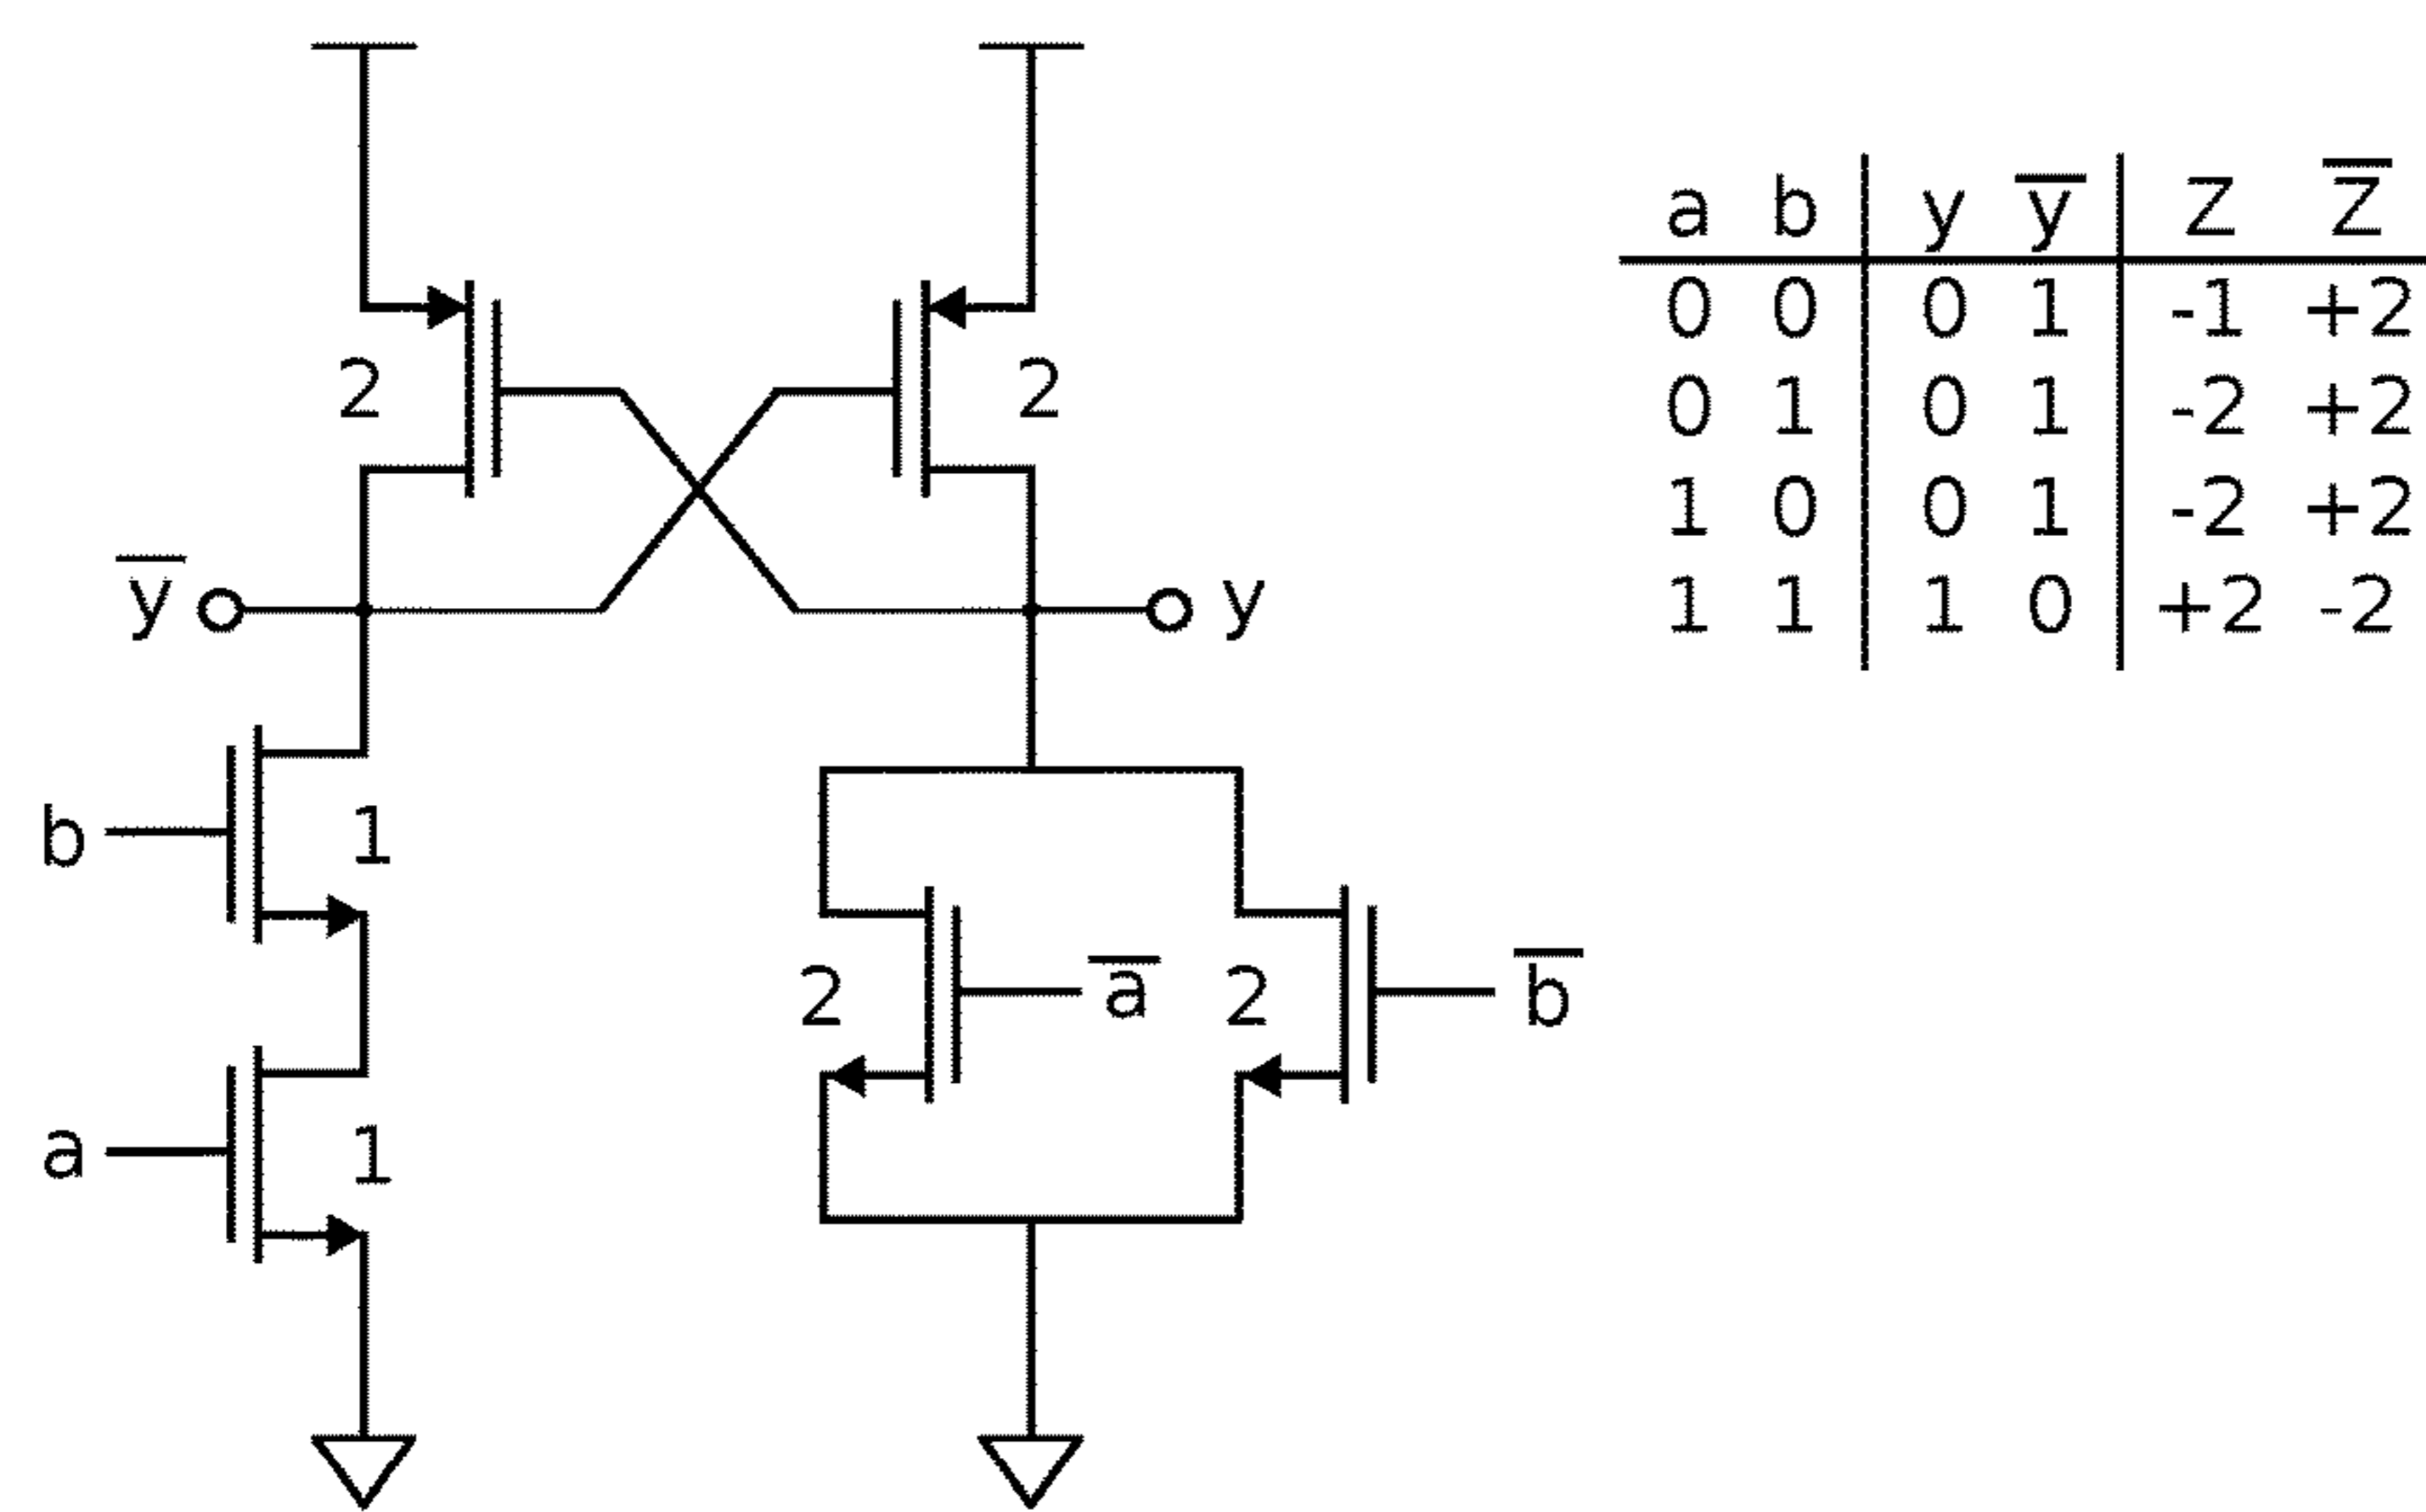 a b y y̅ Z Z̅
0 0 0 1 -1 +2
0 1 0 1 -2 +2
1 0 0 1 -2 +2
1 1 1 0 +2 -2
2 2
y̅ y
b 1
2 a̅ 2 b̅
a 1